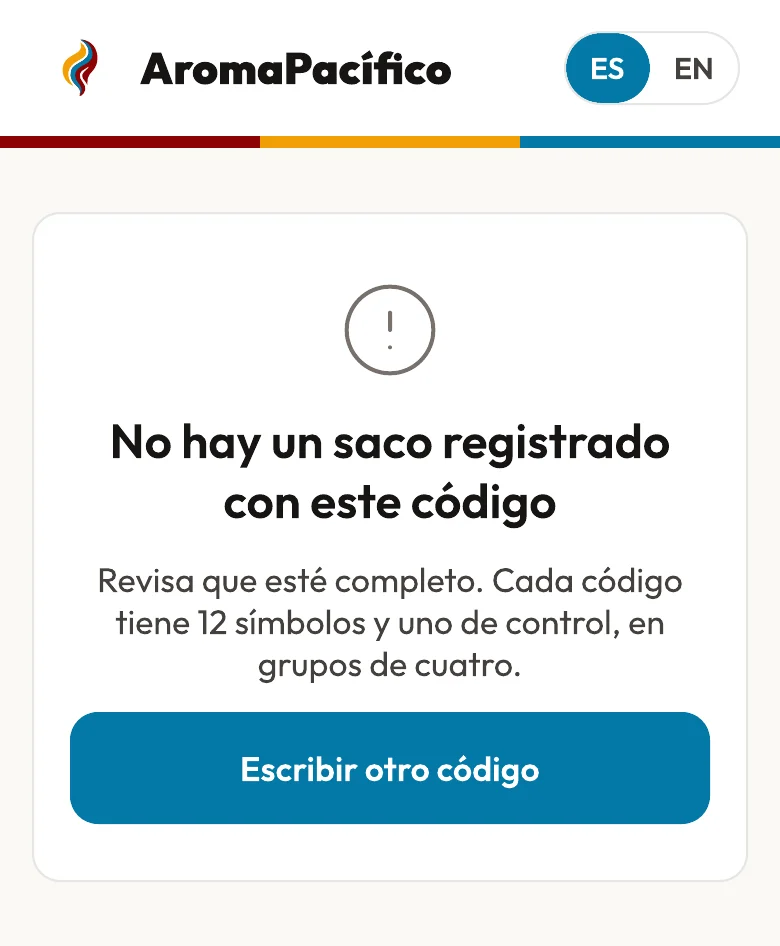 AromaPacífico
ES EN
No hay un saco registrado
con este código
Revisa que esté completo. Cada código
tiene 12 símbolos y uno de control, en
grupos de cuatro.
Escribir otro código